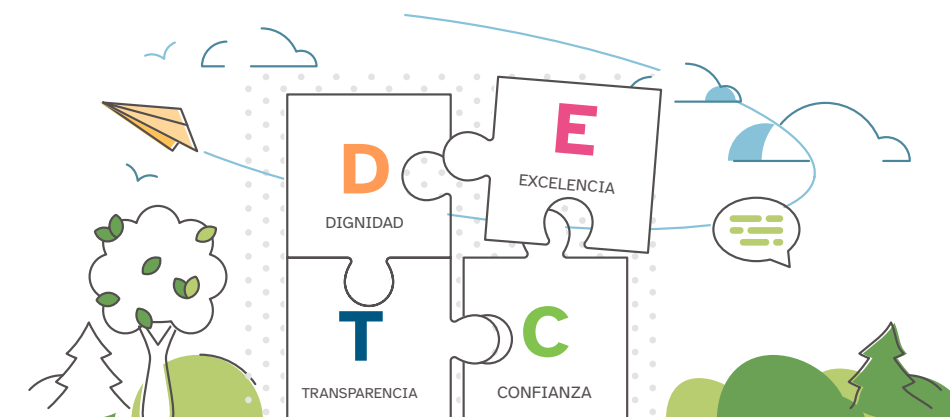 D
DIGNIDAD
E
EXCELENCIA
T
TRANSPARENCIA
C
CONFIANZA